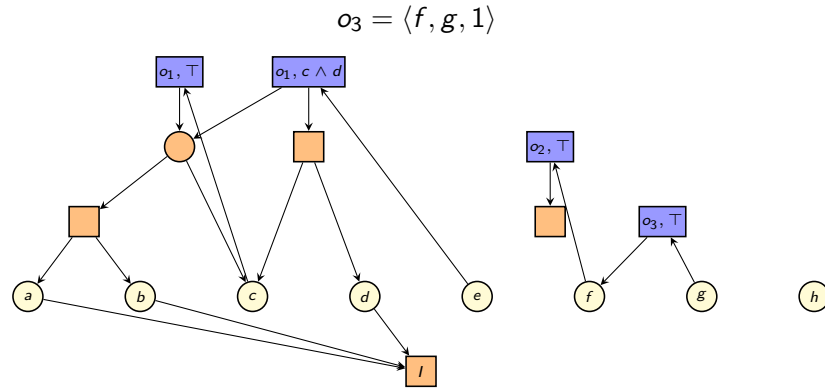 o₃ = ⟨f, g, 1⟩
o₁, ⊤
o₁, c ∧ d
o₂, ⊤
o₃, ⊤
a
b
c
d
e
f
g
h
I